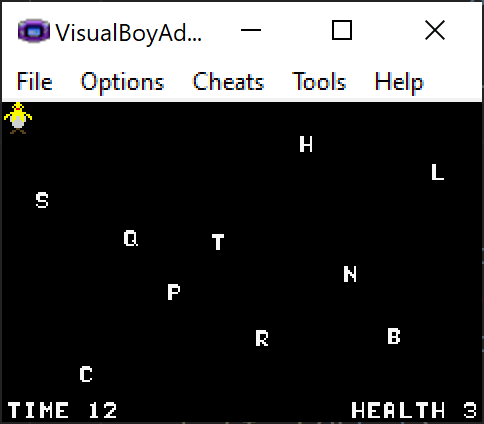 VisualBoyAd...
File Options Cheats Tools Help
H
L
S
Q
T
N
P
R
B
C
TIME 12 HEALTH 3